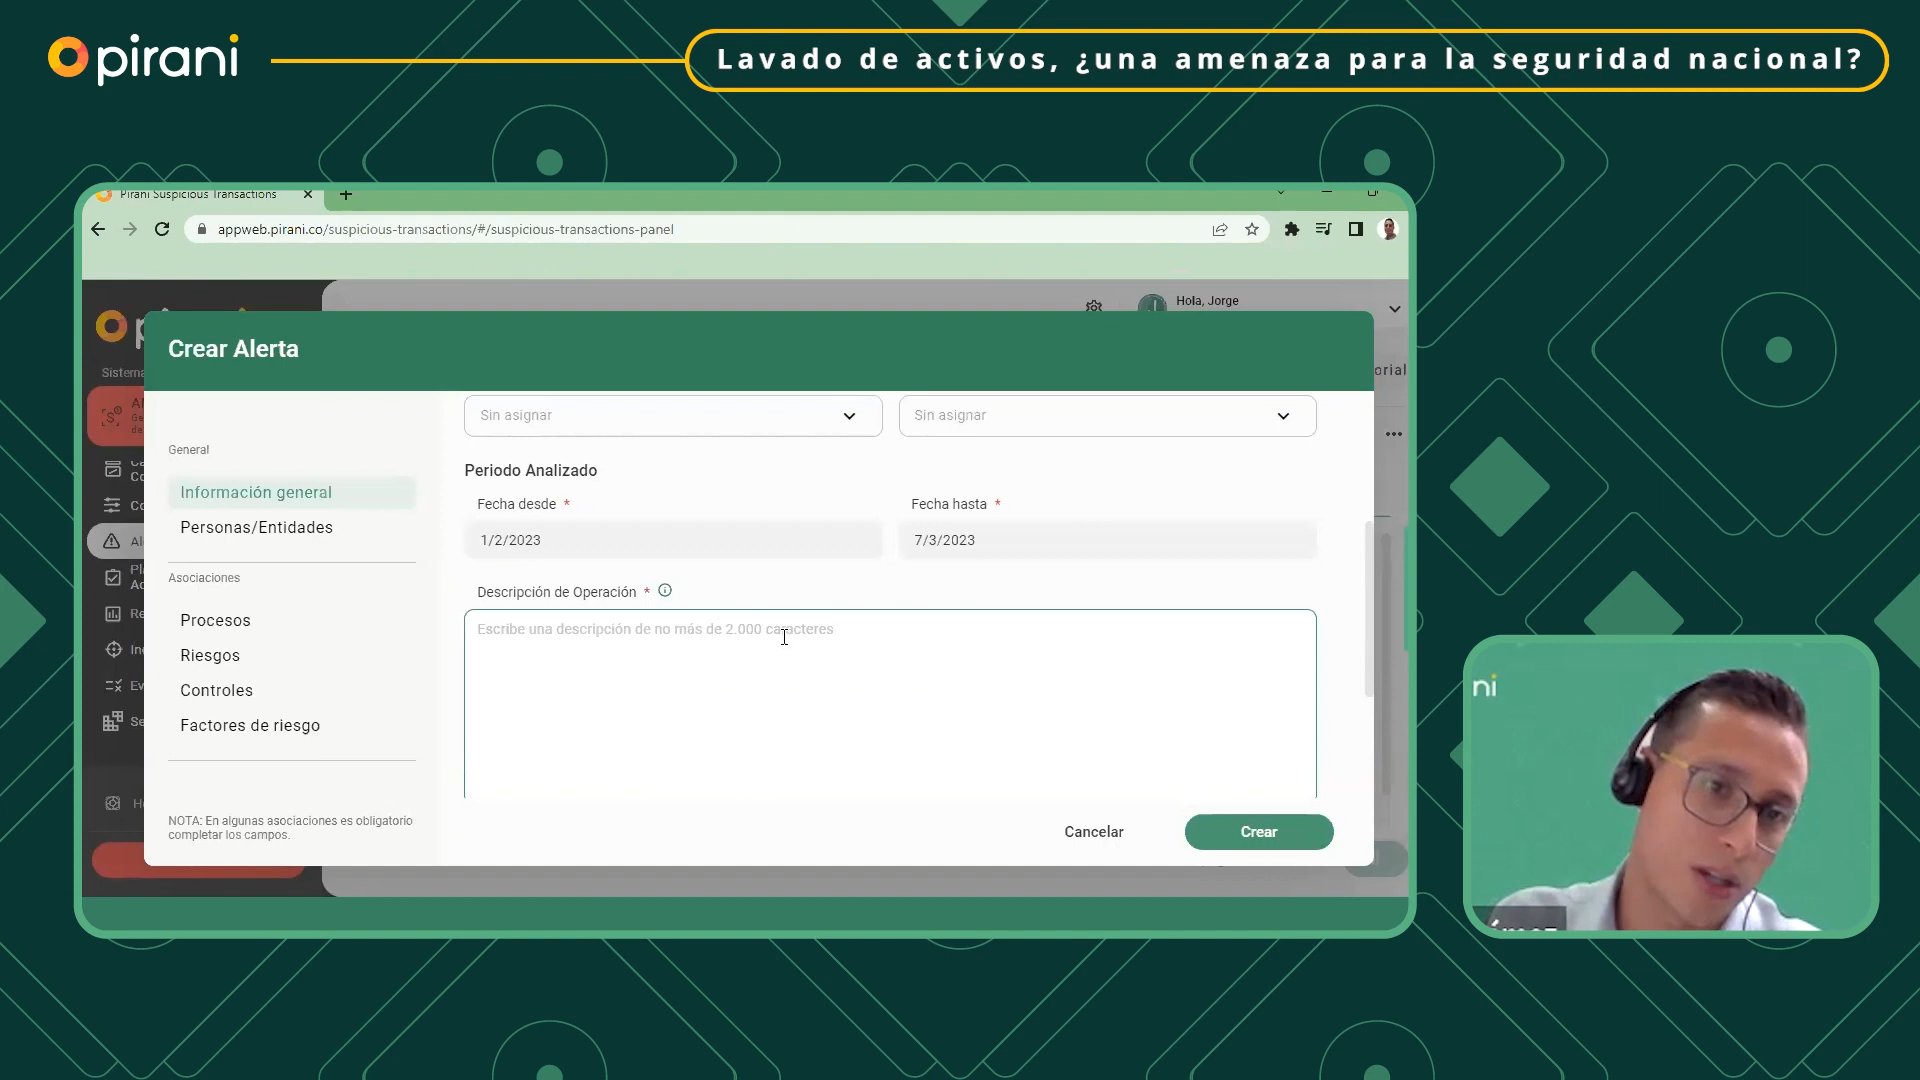 pirani
Lavado de activos, ¿una amenaza para la seguridad nacional?
Pirani Suspicious Transactions
appweb.pirani.co/suspicious-transactions/#/suspicious-transactions-panel
Hola, Jorge
Crear Alerta
General
Información general
Personas/Entidades
Asociaciones
Procesos
Riesgos
Controles
Factores de riesgo
NOTA: En algunas asociaciones es obligatorio
completar los campos.
Sin asignar
Sin asignar
Periodo Analizado
Fecha desde *
Fecha hasta *
1/2/2023
7/3/2023
Descripción de Operación *
Escribe una descripción de no más de 2.000 caracteres
Cancelar
Crear
ni